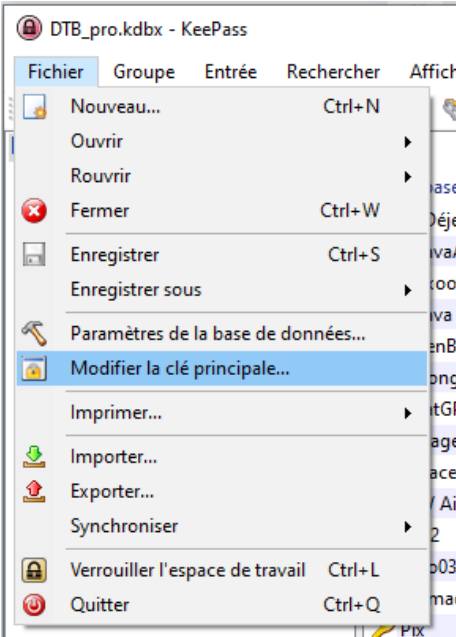 DTB_pro.kdbx - KeePass
Fichier Groupe Entrée Rechercher Affich
Nouveau... Ctrl+N
Ouvrir
Rouvrir
Fermer Ctrl+W
Enregistrer Ctrl+S
Enregistrer sous
Paramètres de la base de données...
Modifier la clé principale...
Imprimer...
Importer...
Exporter...
Synchroniser
Verrouiller l'espace de travail Ctrl+L
Quitter Ctrl+Q
Pix